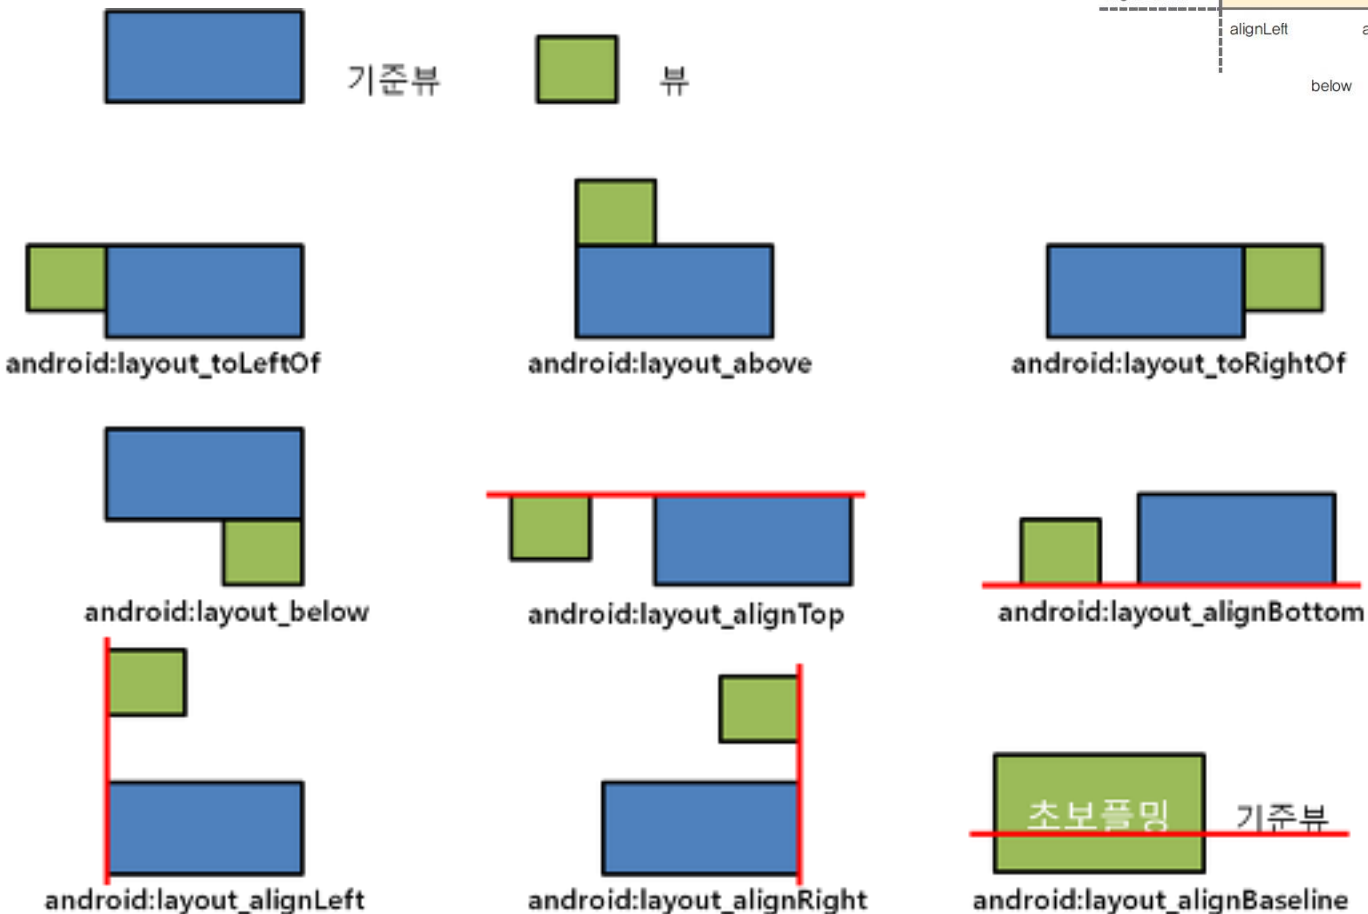 alignLeft
below
기준뷰
뷰
android:layout_toLeftOf
android:layout_above
android:layout_toRightOf
android:layout_below
android:layout_alignTop
android:layout_alignBottom
초보플밍
기준뷰
android:layout_alignLeft
android:layout_alignRight
android:layout_alignBaseline